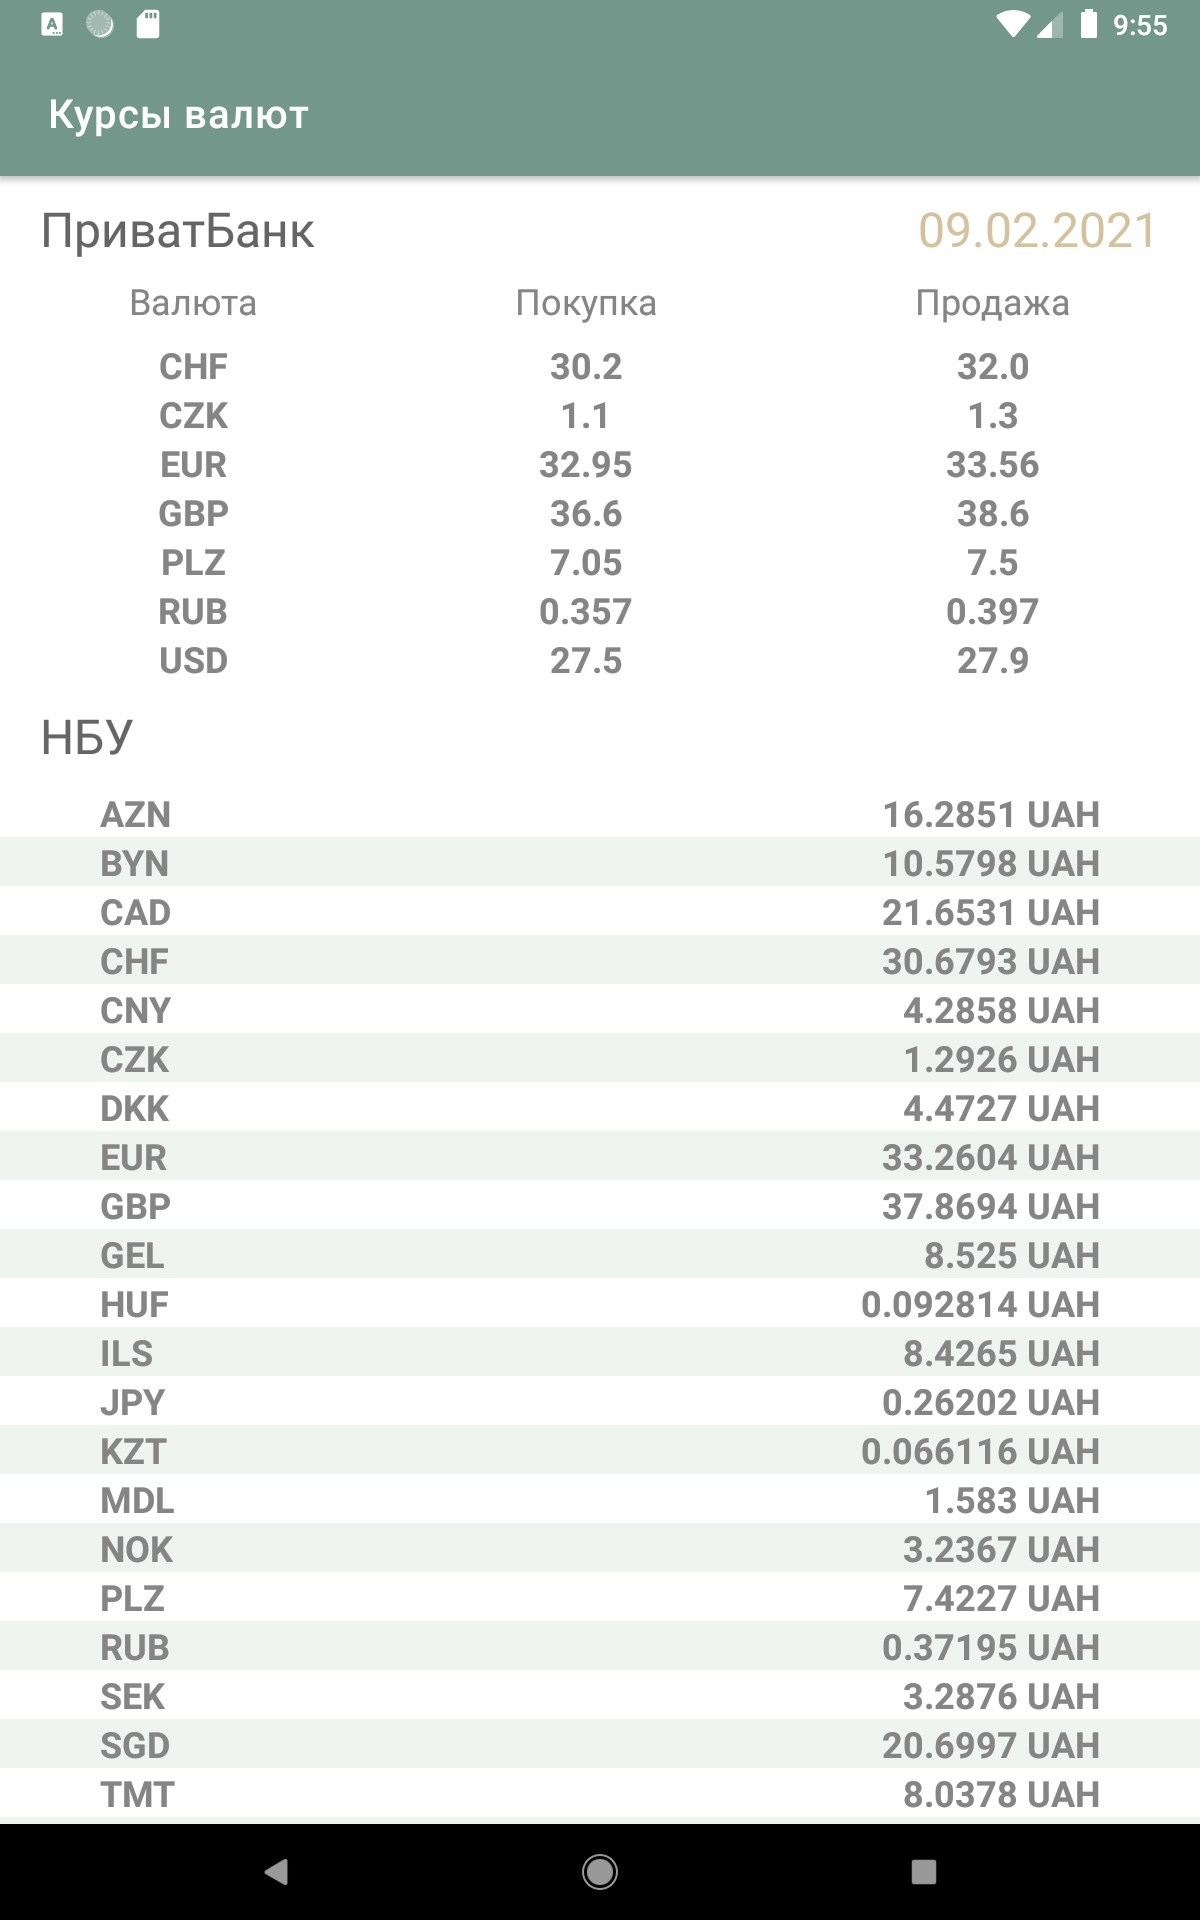 9:55
Курсы валют
ПриватБанк 09.02.2021
Валюта Покупка Продажа
CHF 30.2 32.0
CZK 1.1 1.3
EUR 32.95 33.56
GBP 36.6 38.6
PLZ 7.05 7.5
RUB 0.357 0.397
USD 27.5 27.9
НБУ
AZN 16.2851 UAH
BYN 10.5798 UAH
CAD 21.6531 UAH
CHF 30.6793 UAH
CNY 4.2858 UAH
CZK 1.2926 UAH
DKK 4.4727 UAH
EUR 33.2604 UAH
GBP 37.8694 UAH
GEL 8.525 UAH
HUF 0.092814 UAH
ILS 8.4265 UAH
JPY 0.26202 UAH
KZT 0.066116 UAH
MDL 1.583 UAH
NOK 3.2367 UAH
PLZ 7.4227 UAH
RUB 0.37195 UAH
SEK 3.2876 UAH
SGD 20.6997 UAH
TMT 8.0378 UAH